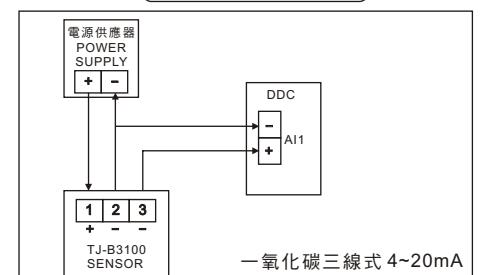 電源供應器
POWER
SUPPLY
+ −
DDC
−
+
AI1
1 2 3
+ − −
TJ-B3100
SENSOR
一氧化碳三線式 4~20mA